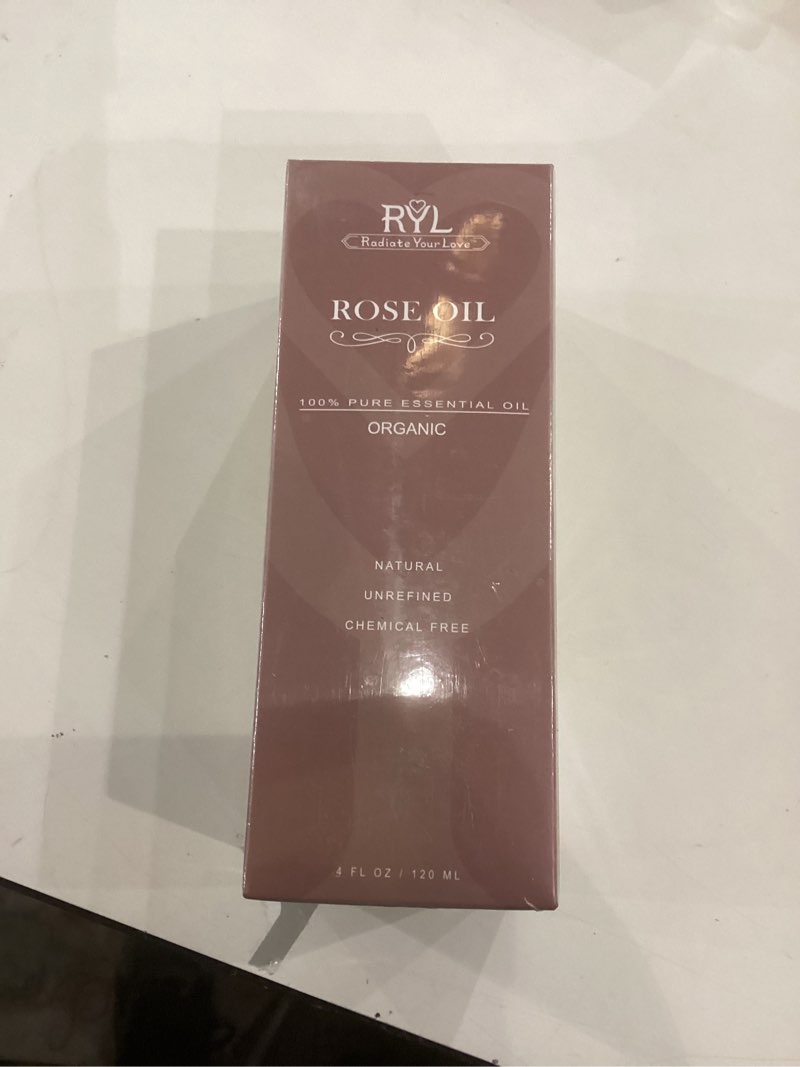 RYL
Radiate Your Love
ROSE OIL
100% PURE ESSENTIAL OIL
ORGANIC
NATURAL
UNREFINED
CHEMICAL FREE
4 FL OZ / 120 ML